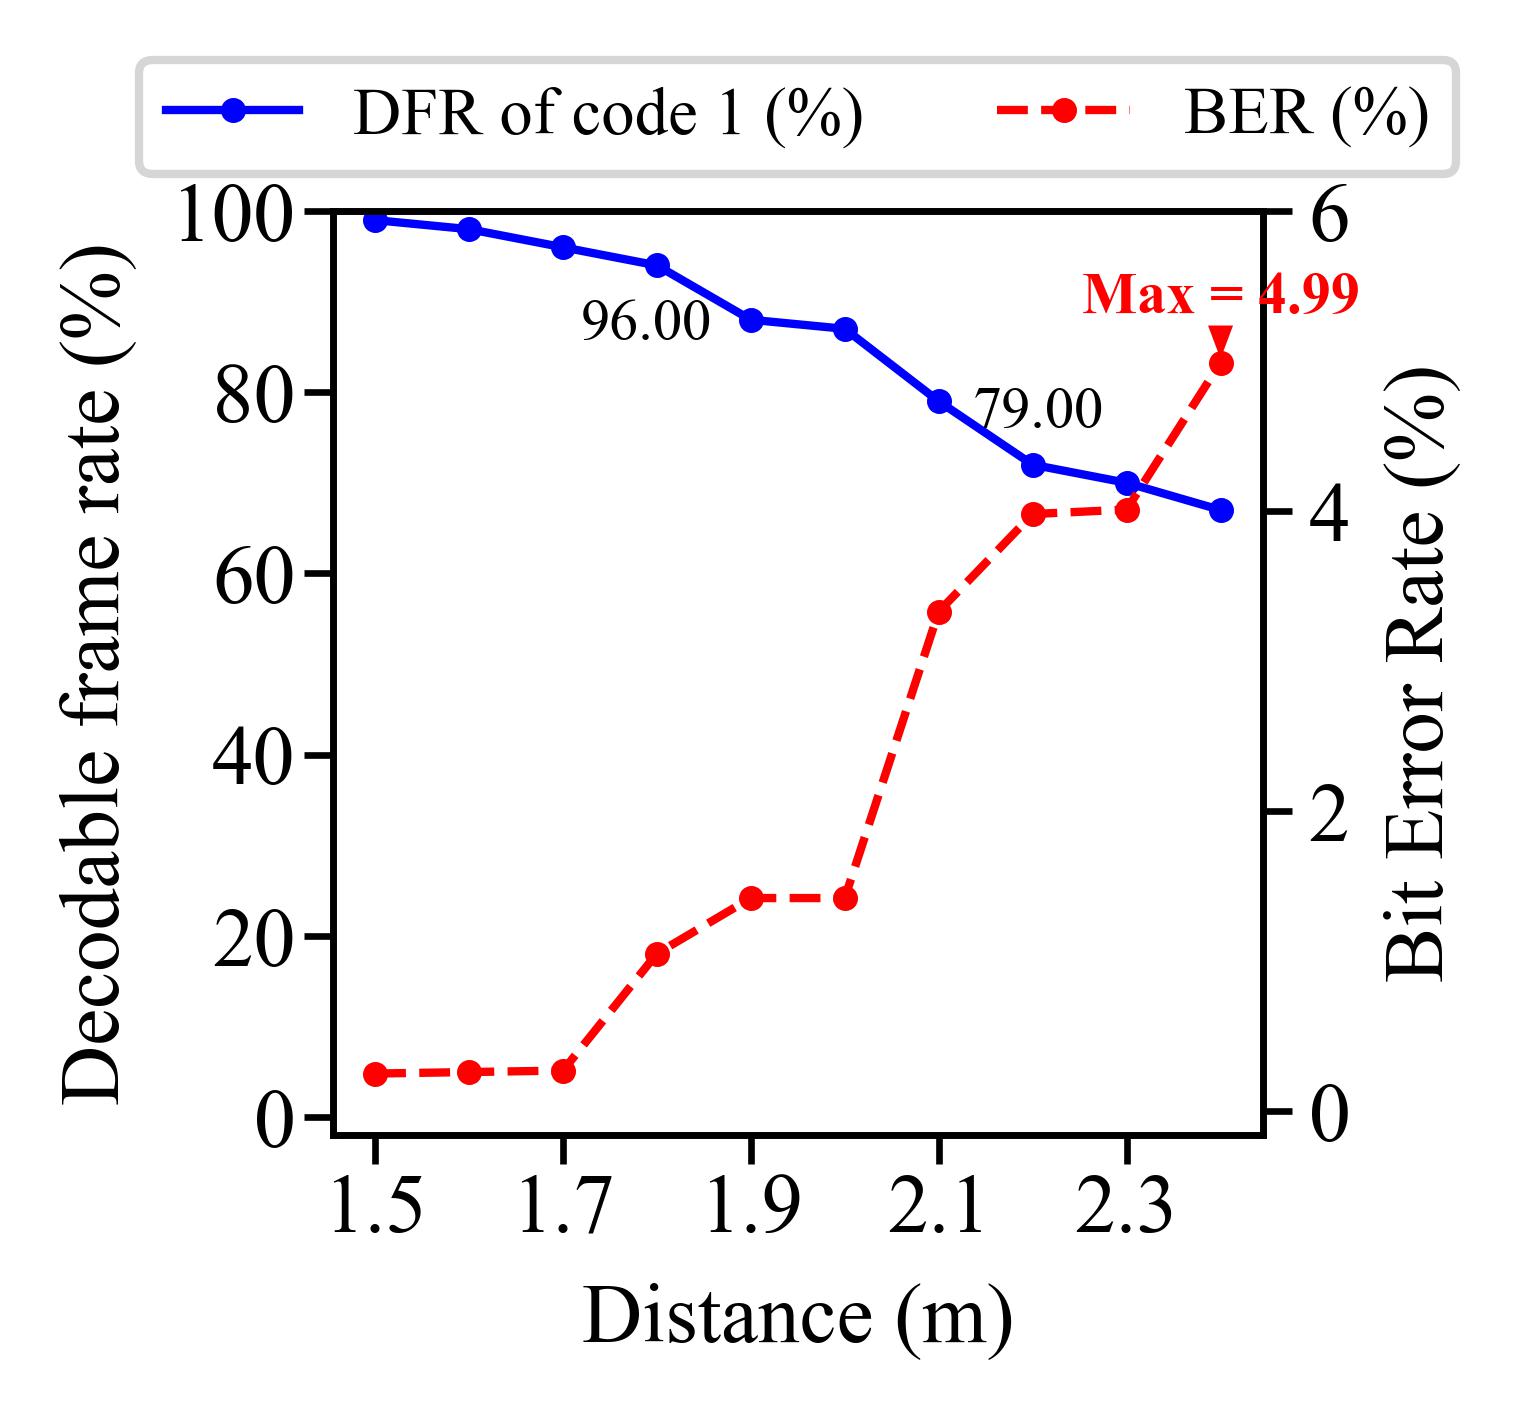 DFR of code 1 (%)
BER (%)
Decodable frame rate (%)
100
80
60
40
20
0
96.00
79.00
Max = 4.99
6
4
2
0
Bit Error Rate (%)
1.5 1.7 1.9 2.1 2.3
Distance (m)